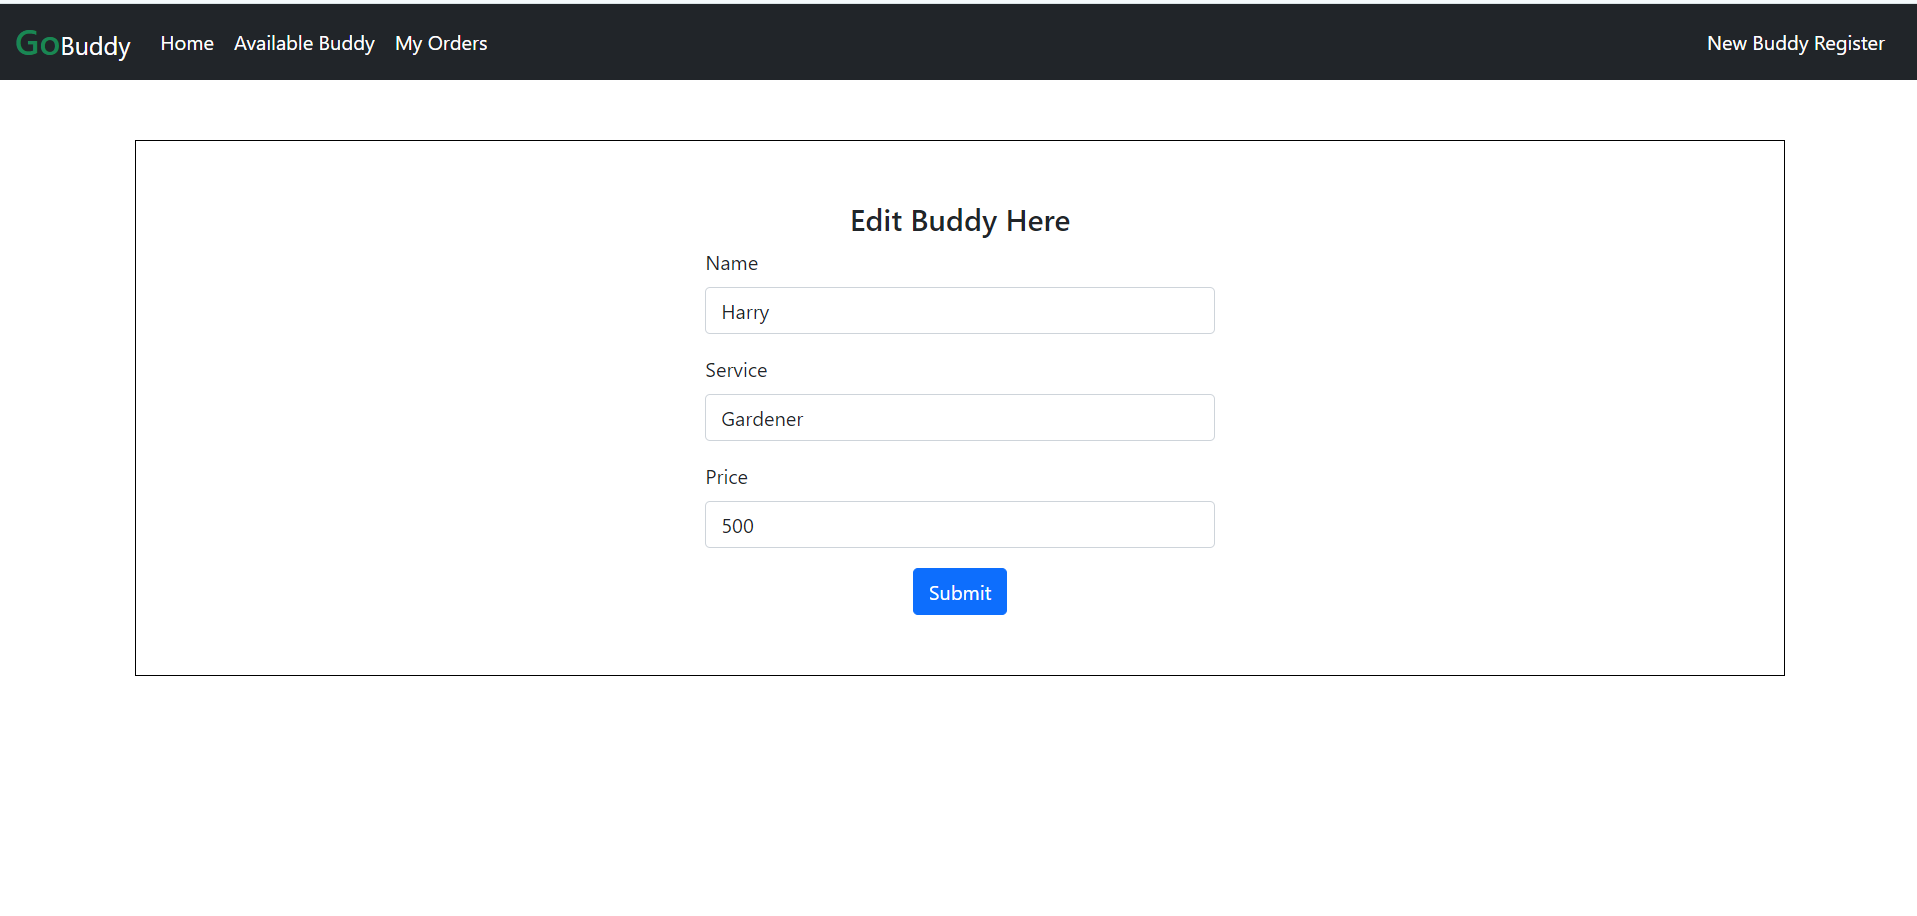 GoBuddy Home Available Buddy My Orders New Buddy Register
Edit Buddy Here
Name
Harry
Service
Gardener
Price
500
Submit